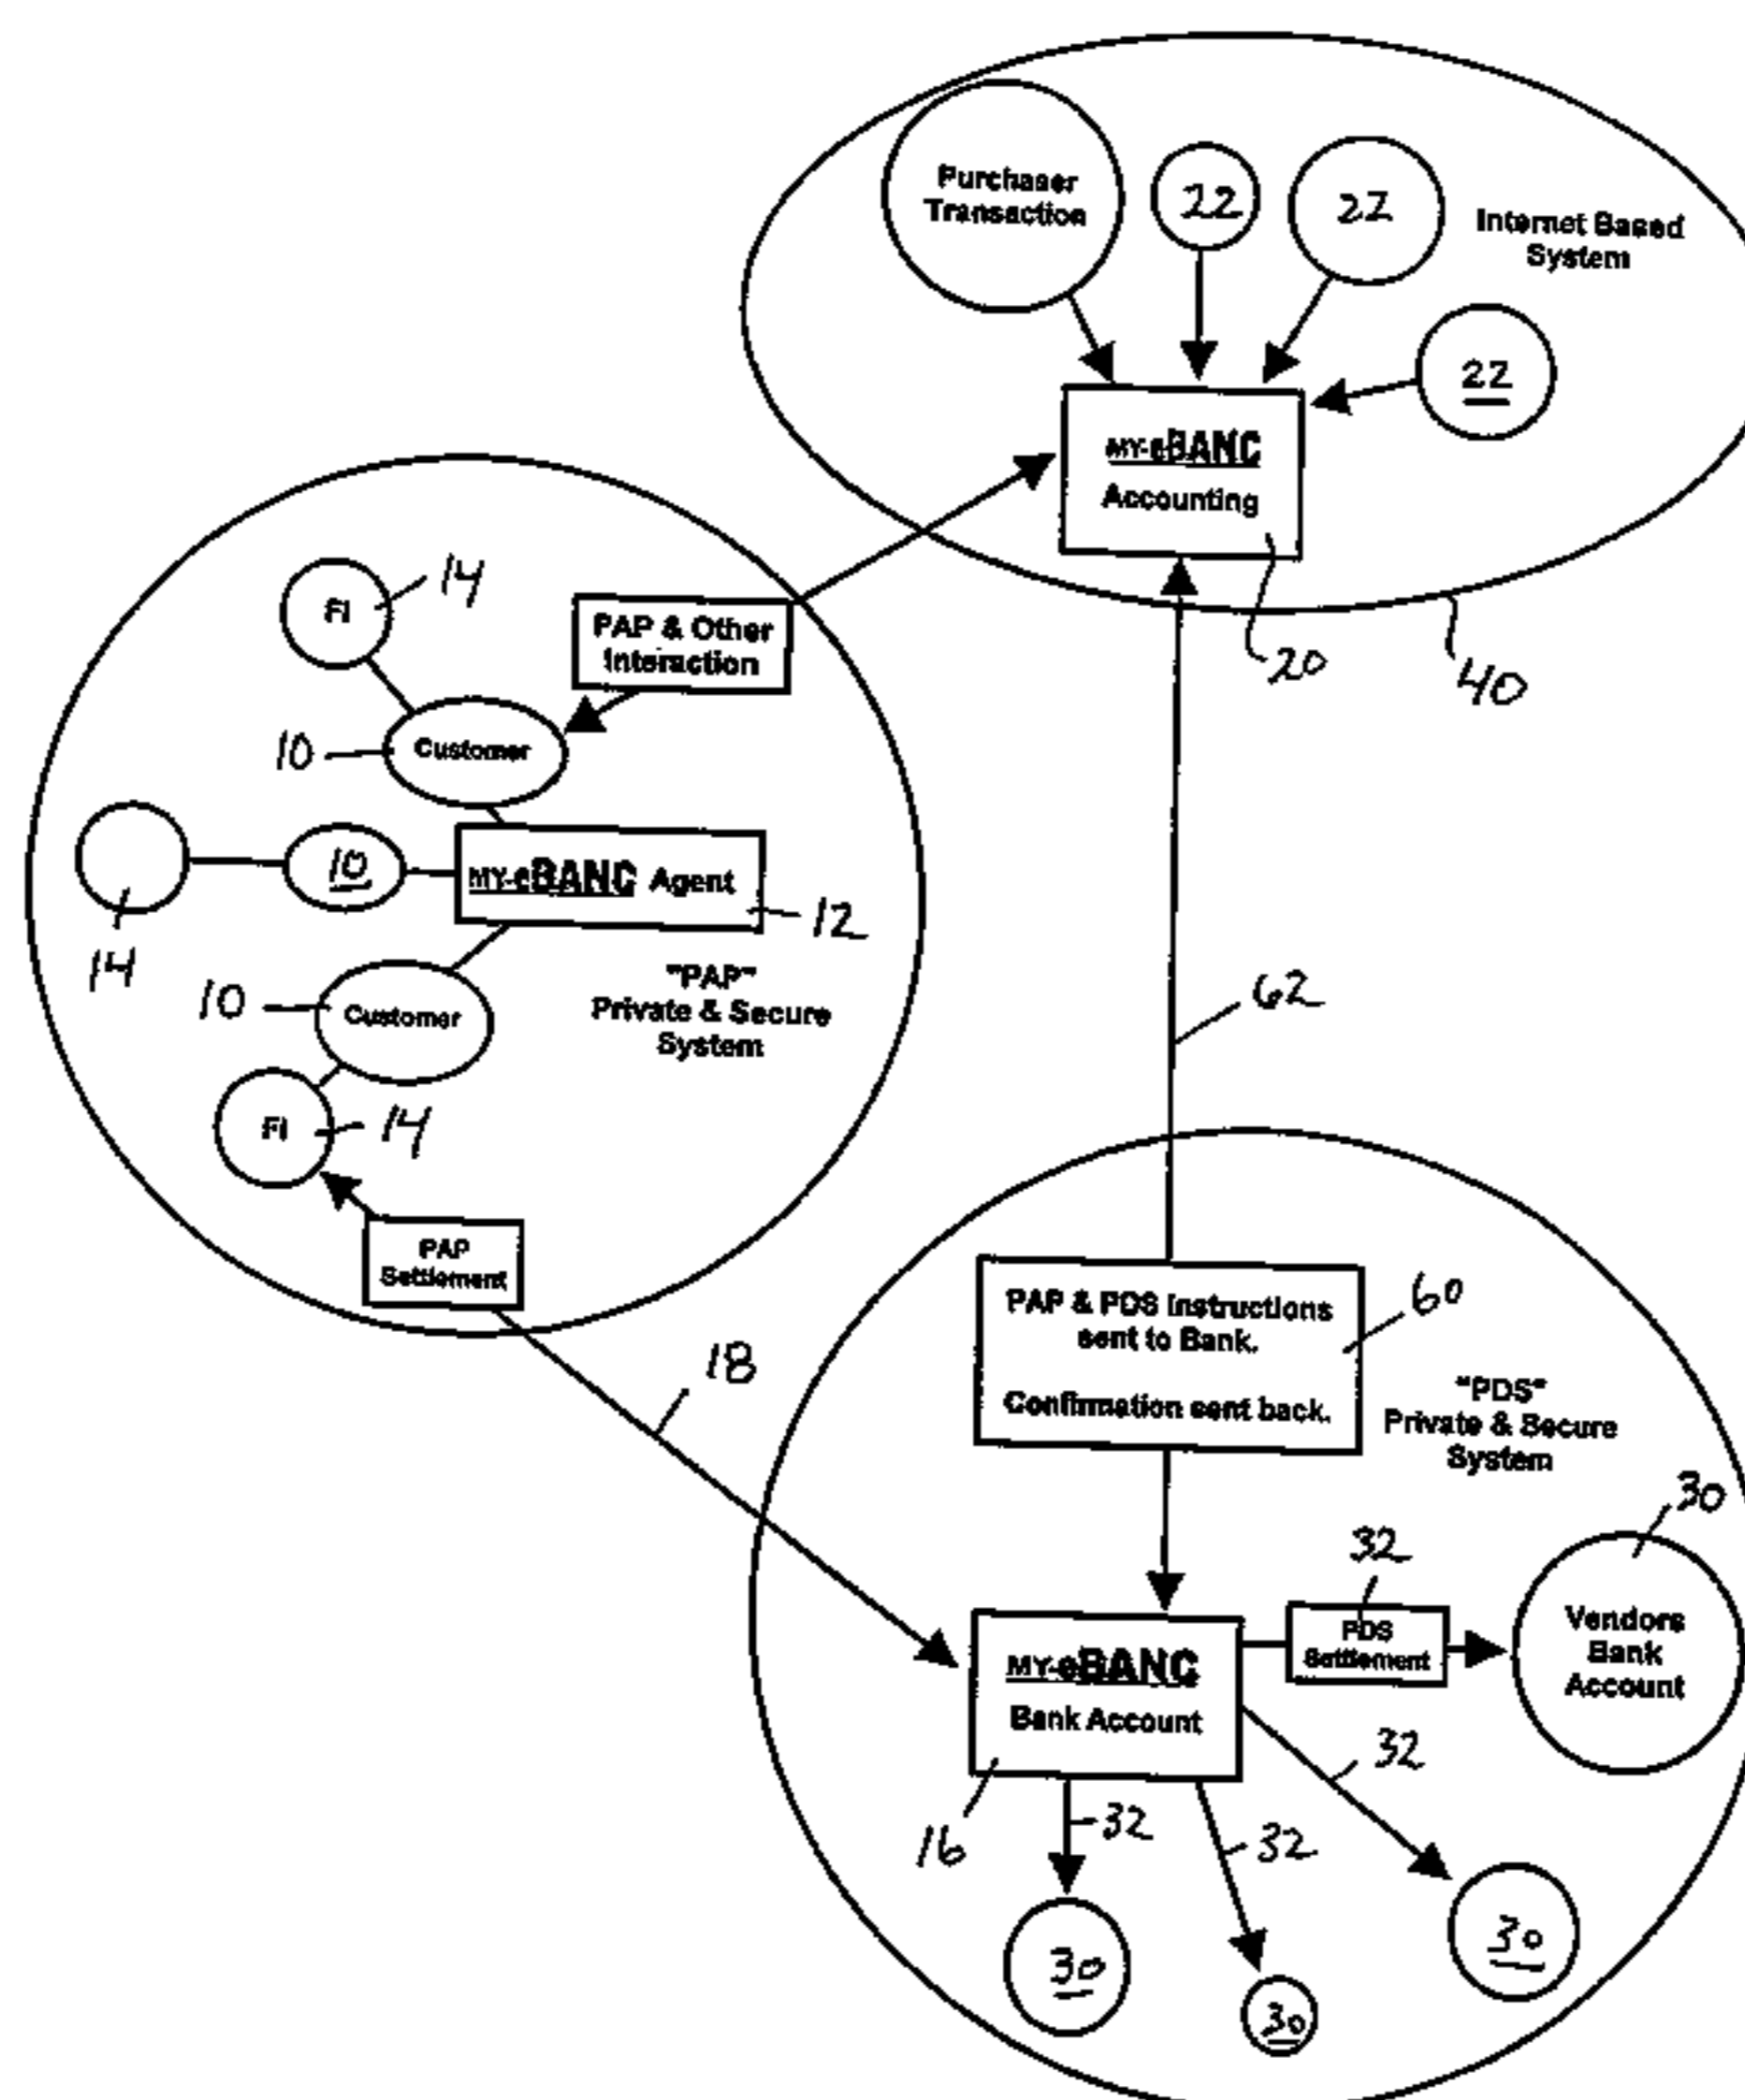 Purchaser
Transaction
22
22
Internet Based
System
22
MY-eBANC
Accounting
20
40
14
FI
PAP & Other
Interaction
10
Customer
10
MY-eBANC Agent
12
14
"PAP"
Private & Secure
System
10
Customer
FI
14
PAP
Settlement
18
62
PAP & PDS Instructions
sent to Bank.
Confirmation sent back.
60
"PDS"
Private & Secure
System
30
32
PDS
Settlement
Vendors
Bank
Account
MY-eBANC
Bank Account
16
32
32
32
30
30
30